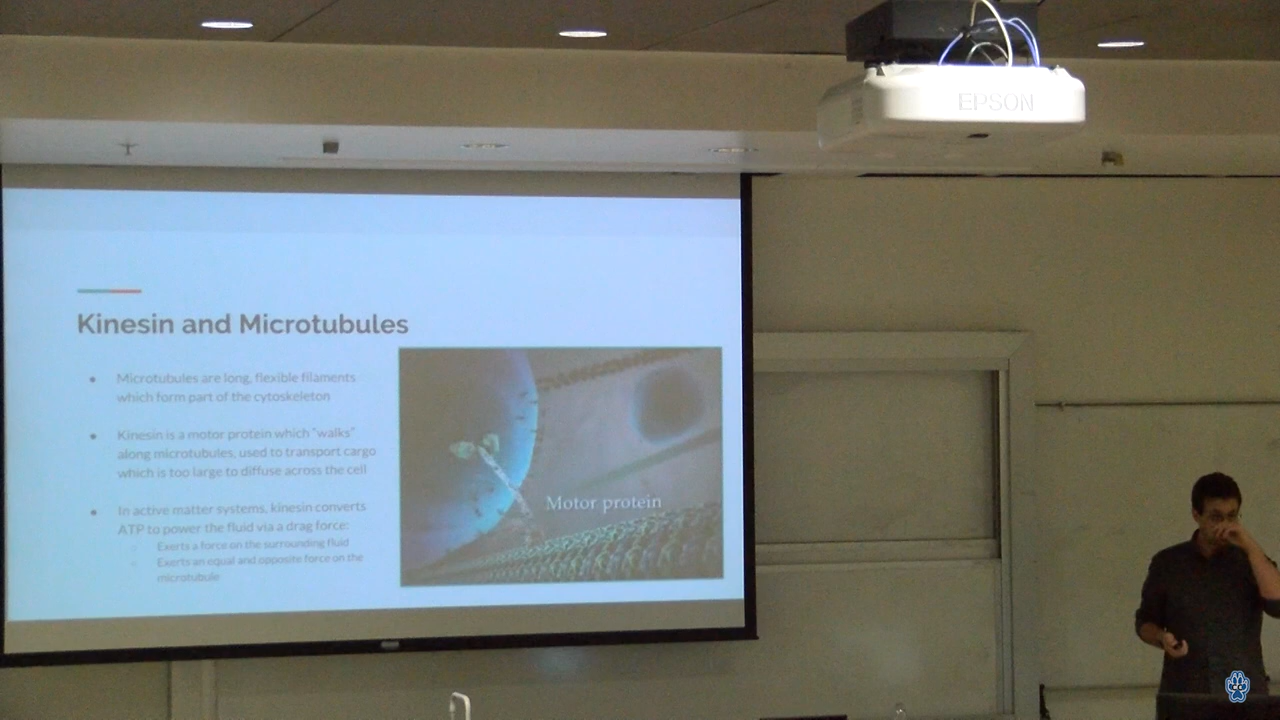 EPSON
Kinesin and Microtubules
Microtubules are long, flexible filaments
which form part of the cytoskeleton
Kinesin is a motor protein which "walks"
along microtubules, used to transport cargo
which is too large to diffuse across the cell
In active matter systems, kinesin converts
ATP to power the fluid via a drag force:
Exerts a force on the surrounding fluid
Exerts an equal and opposite force on the
microtubule
Motor protein